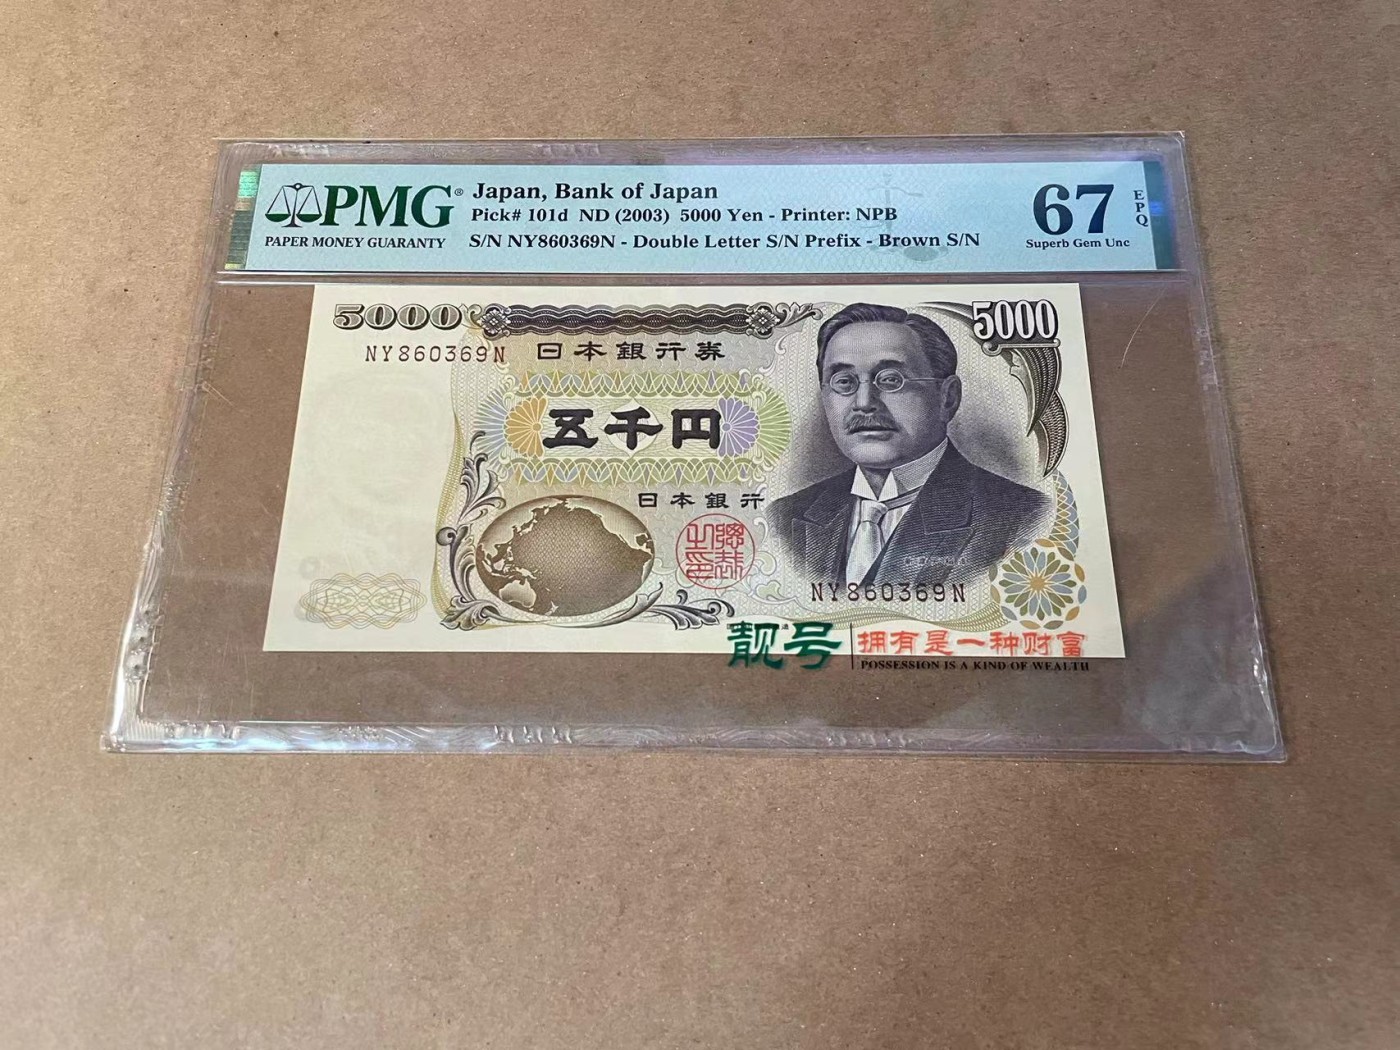 PMG®
PAPER MONEY GUARANTY
Japan, Bank of Japan
Pick# 101d ND (2003) 5000 Yen - Printer: NPB
S/N NY860369N - Double Letter S/N Prefix - Brown S/N
67
EPQ
Superb Gem Unc
5000
5000
NY860369N
日本銀行券
五千円
日本銀行
NY860369N
靓号
拥有是一种财富
POSSESSION IS A KIND OF WEALTH